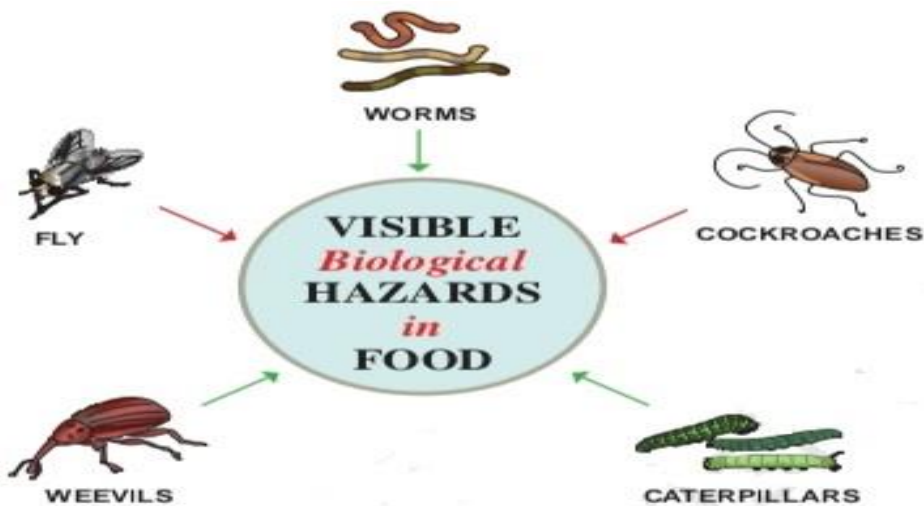 WORMS
FLY
COCKROACHES
VISIBLE
Biological
HAZARDS
in
FOOD
WEEVILS
CATERPILLARS